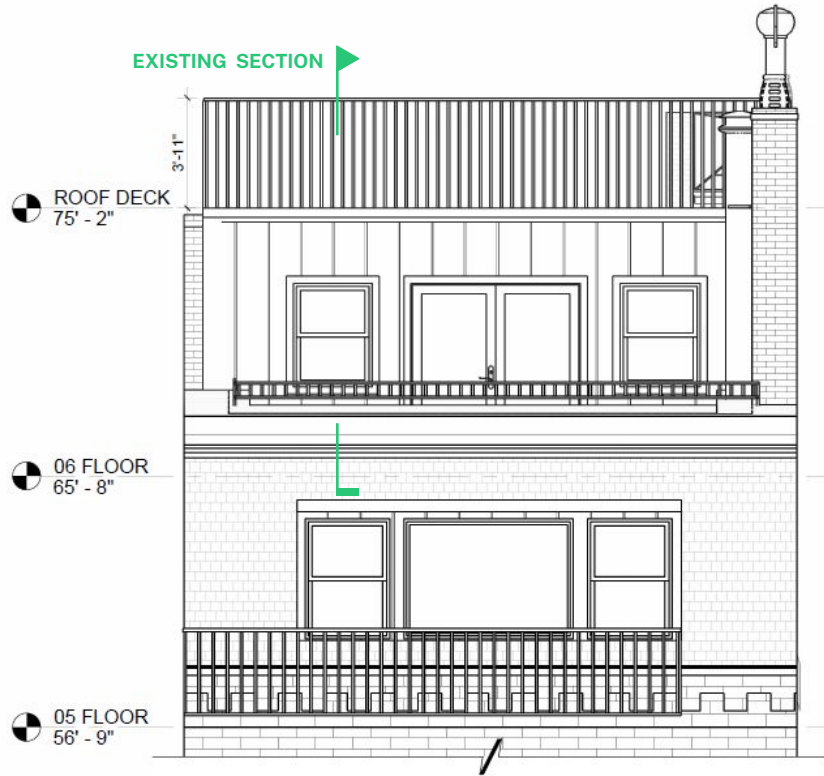 EXISTING SECTION
3'-11"
ROOF DECK
75' - 2"
06 FLOOR
65' - 8"
05 FLOOR
56' - 9"